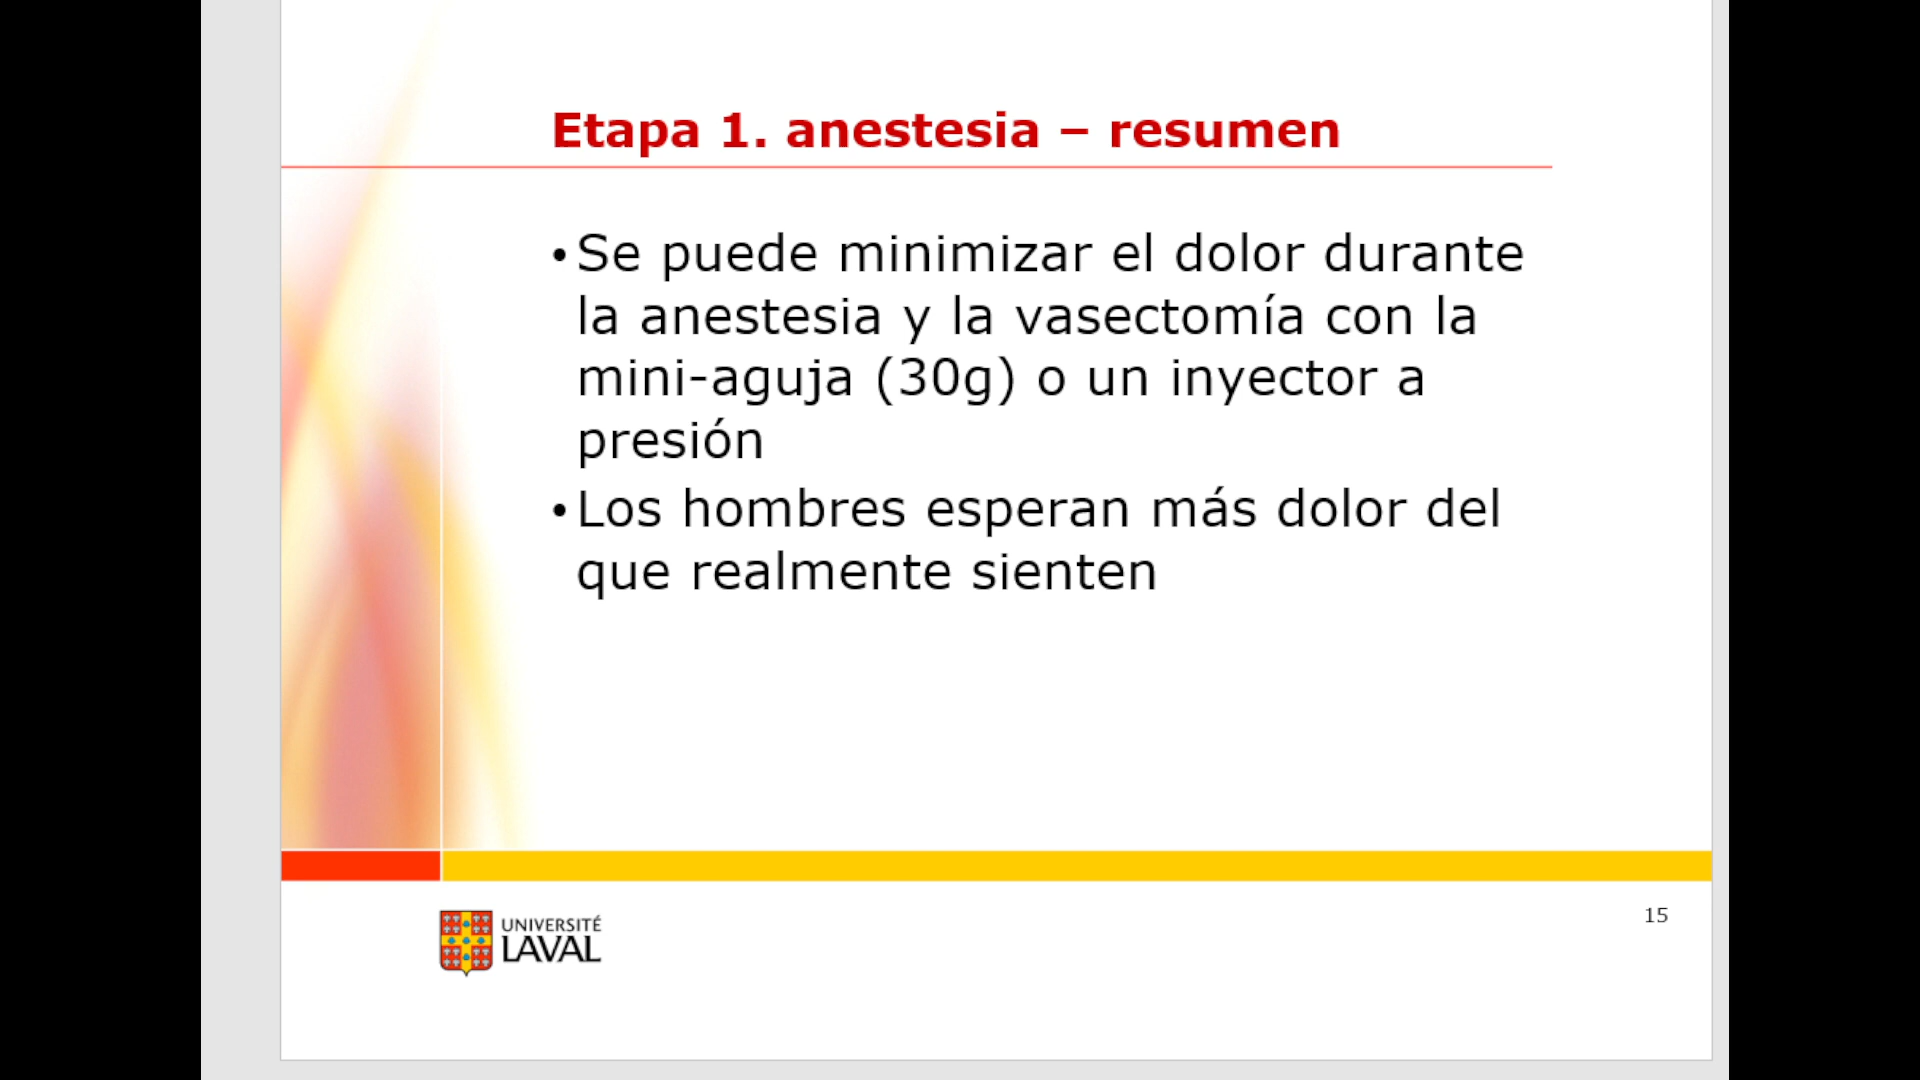 Etapa 1. anestesia – resumen
• Se puede minimizar el dolor durante
la anestesia y la vasectomía con la
mini-aguja (30g) o un inyector a
presión
• Los hombres esperan más dolor del
que realmente sienten
15
UNIVERSITÉ
LAVAL